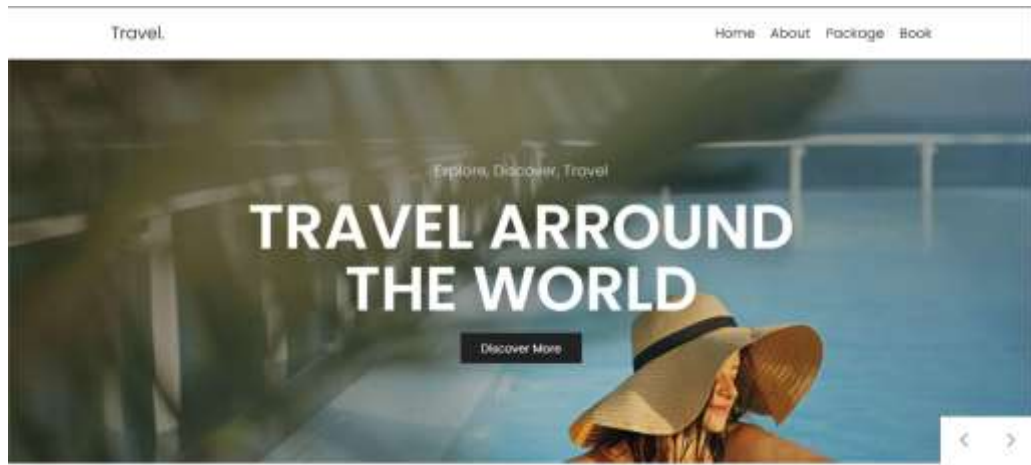 Travel.
Home About Package Book
Explore, Discover, Travel
TRAVEL ARROUND
THE WORLD
Discover More